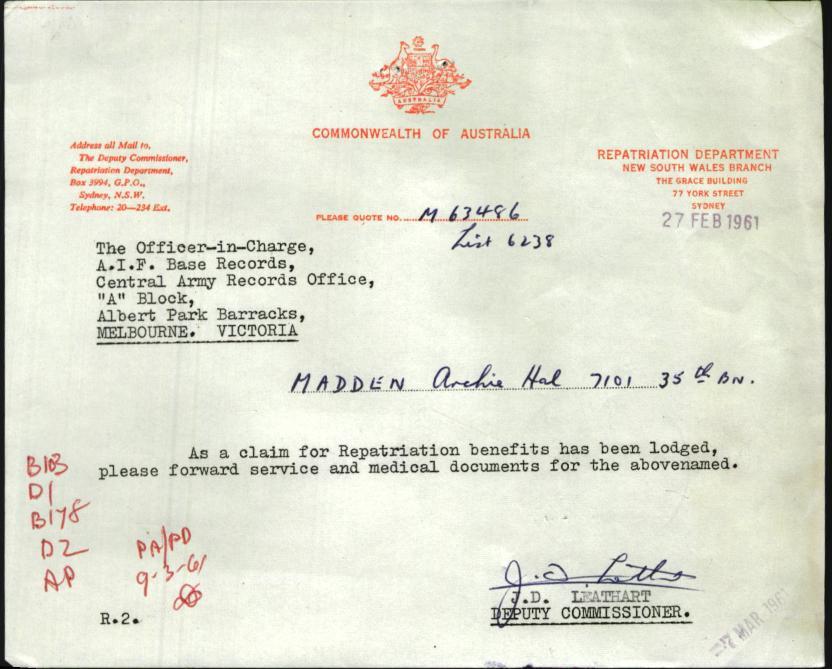 AUSTRALIA
COMMONWEALTH OF AUSTRALIA
Address all Mail to,
The Deputy Commissioner,
Repatriation Department,
Box 3994, G.P.O.,
Sydney, N.S.W.
Telephone: 20—234 Ext.
REPATRIATION DEPARTMENT
NEW SOUTH WALES BRANCH
THE GRACE BUILDING
77 YORK STREET
SYDNEY
27 FEB 1961
PLEASE QUOTE NO. M 63486
List 6238
The Officer-in-Charge,
A.I.F. Base Records,
Central Army Records Office,
"A" Block,
Albert Park Barracks,
MELBOURNE. VICTORIA
MADDEN Archie Hal 7101 35th BN.
As a claim for Repatriation benefits has been lodged,
please forward service and medical documents for the abovenamed.
B103
D1
B178
D2
AP
PA/PD
9-3-61
J.D. LEATHART
DEPUTY COMMISSIONER.
R.2.
7 MAR 1961